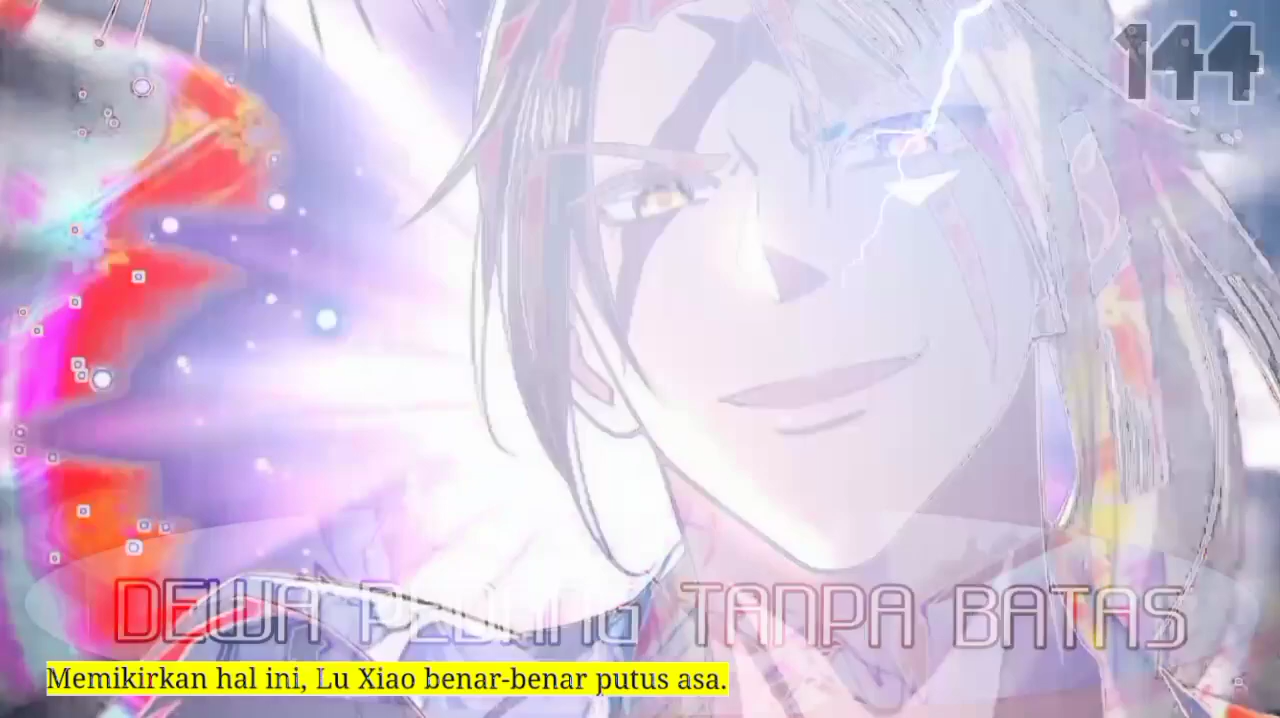 144
DEWA PEDANG TANPA BATAS
Memikirkan hal ini, Lu Xiao benar-benar putus asa.